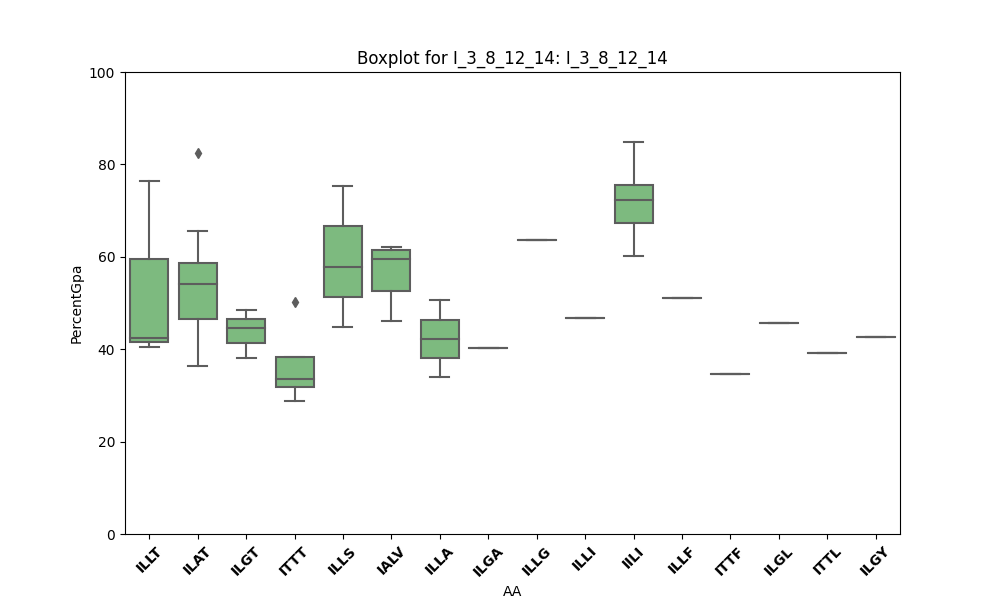 Boxplot for I_3_8_12_14: I_3_8_12_14
100
80
60
40
20
0
PercentGpa
ILLT
ILAT
ILGT
ITTT
ILLS
IALV
ILLA
ILGA
ILLG
ILLI
IILI
ILLF
ITTF
ILGL
ITTL
ILGY
AA